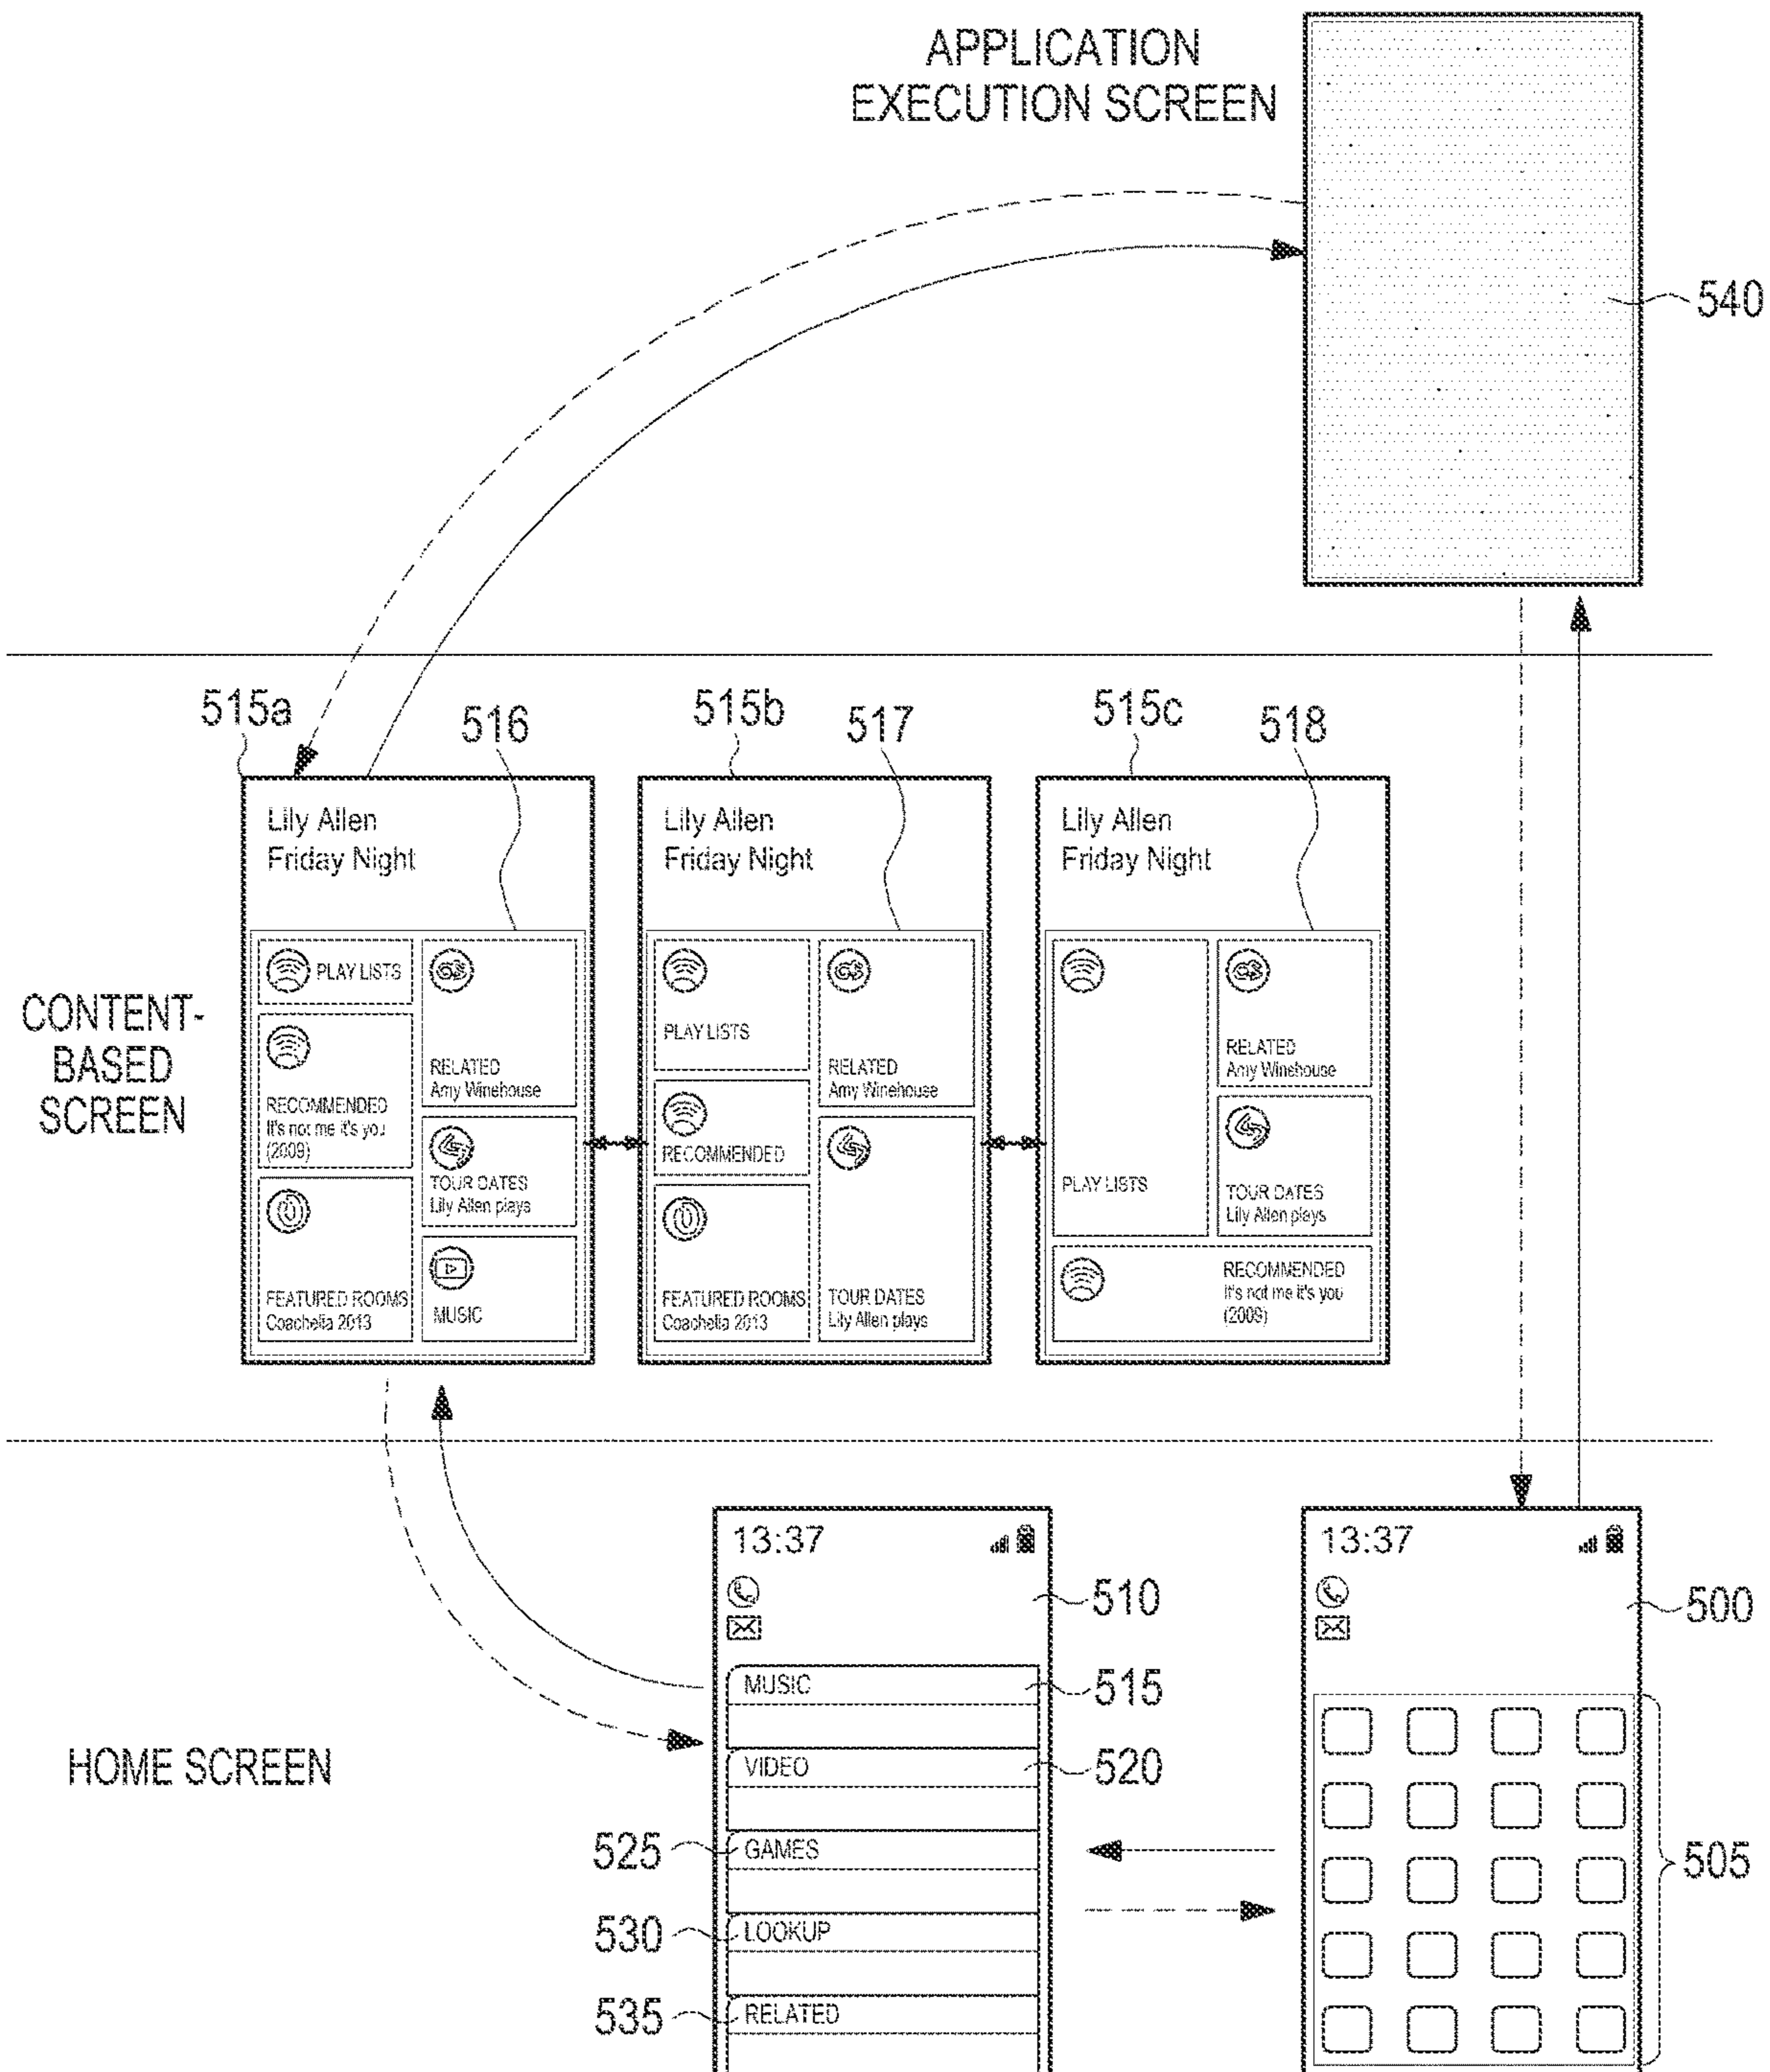 APPLICATION
EXECUTION SCREEN
540
515a
516
515b
517
515c
518
CONTENT-
BASED
SCREEN
Lily Allen
Friday Night
PLAY LISTS
RECOMMENDED
It's not me it's you
(2009)
FEATURED ROOMS
Coachella 2013
RELATED
Amy Winehouse
TOUR DATES
Lily Allen plays
MUSIC
Lily Allen
Friday Night
PLAY LISTS
RECOMMENDED
FEATURED ROOMS
Coachella 2013
RELATED
Amy Winehouse
TOUR DATES
Lily Allen plays
Lily Allen
Friday Night
PLAY LISTS
RELATED
Amy Winehouse
TOUR DATES
Lily Allen plays
RECOMMENDED
It's not me it's you
(2009)
HOME SCREEN
13:37
510
MUSIC
515
VIDEO
520
525
GAMES
530
LOOKUP
535
RELATED
13:37
500
505